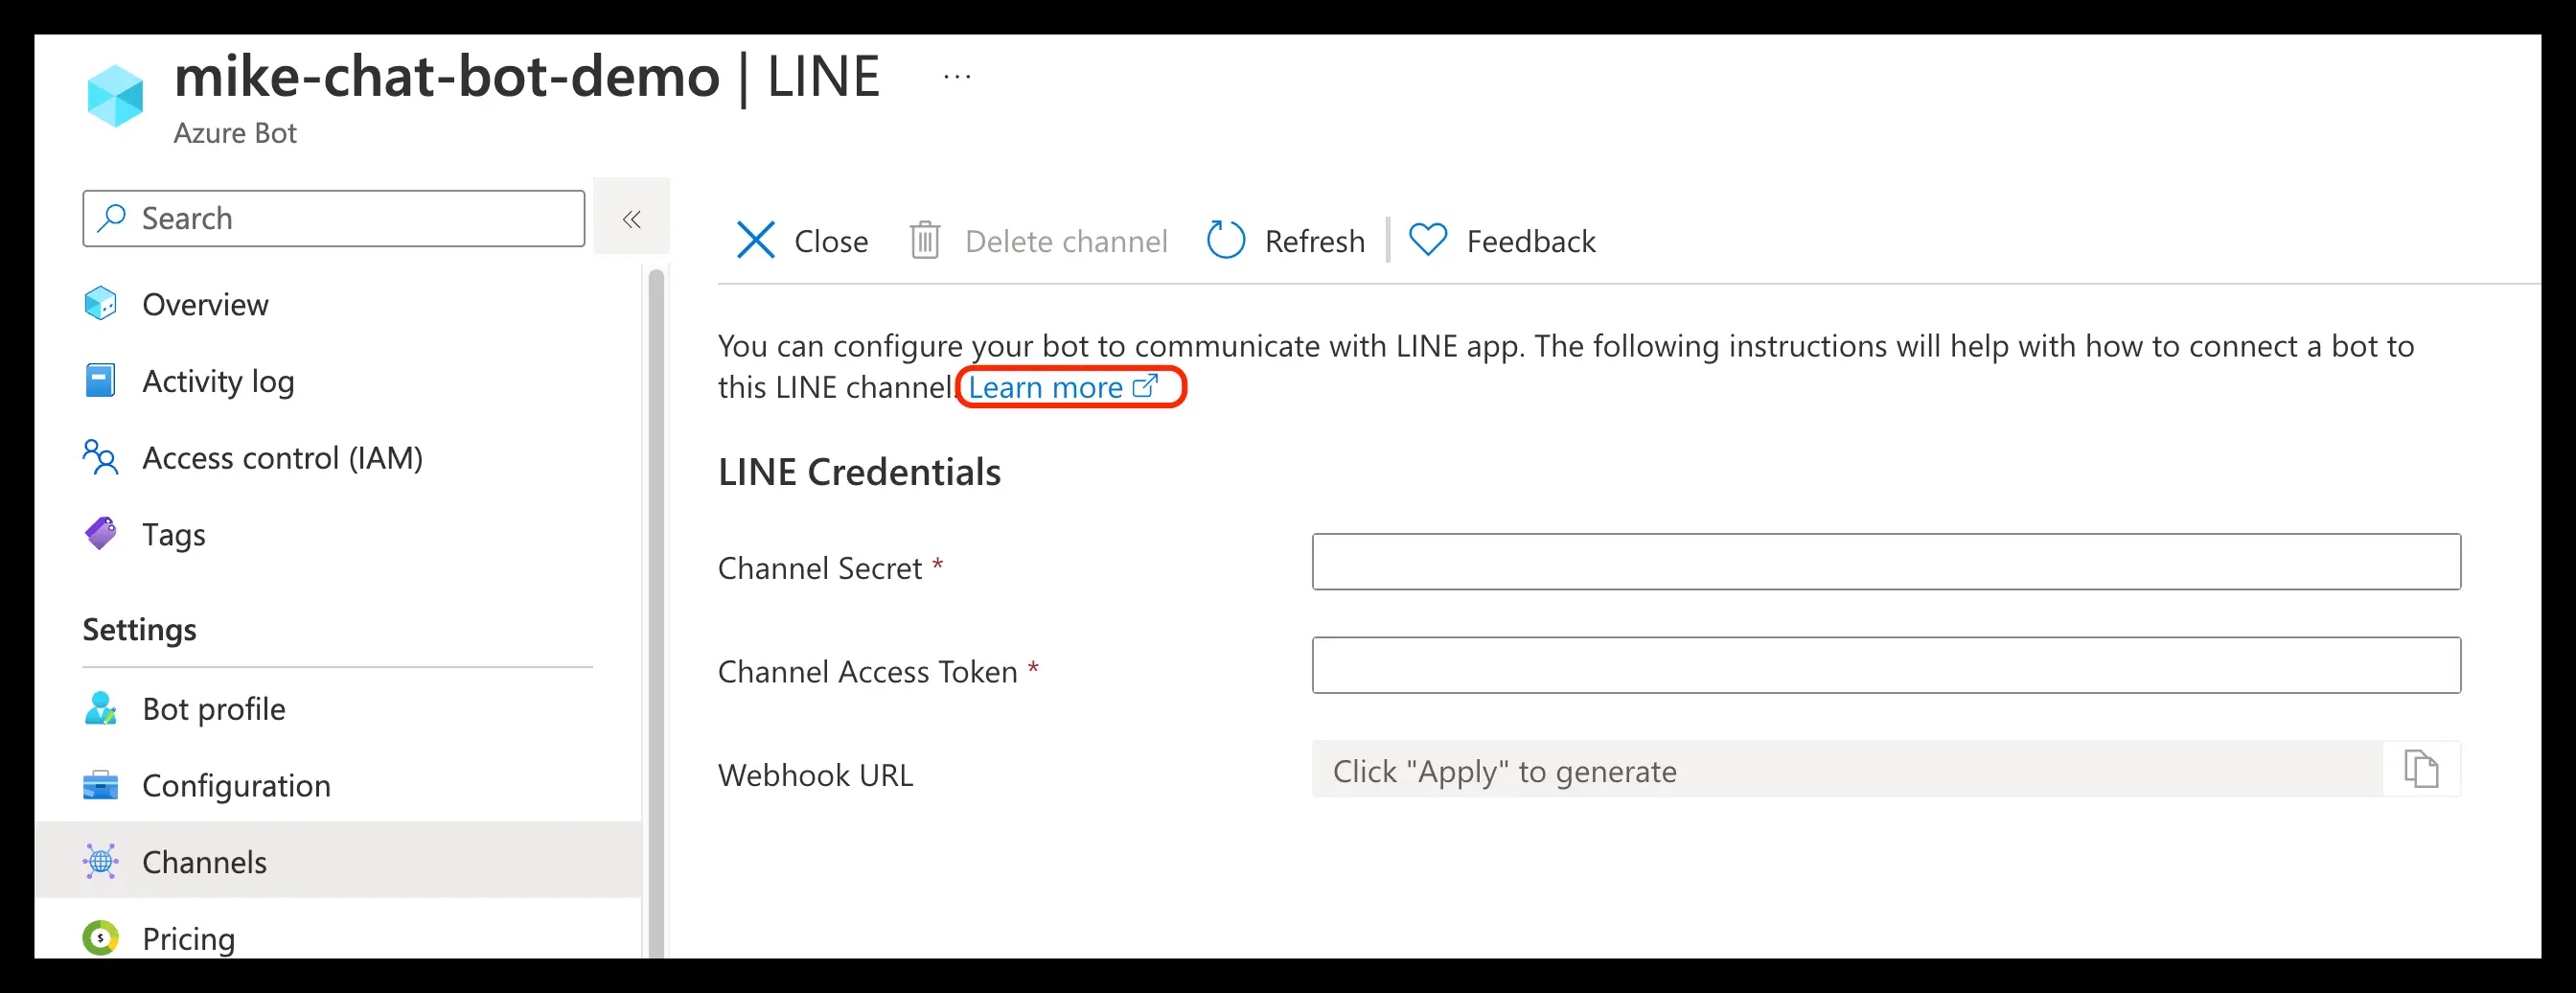 mike-chat-bot-demo | LINE ...
Azure Bot
Search
«
Overview
Activity log
Access control (IAM)
Tags
Settings
Bot profile
Configuration
Channels
Pricing
Close
Delete channel
Refresh
Feedback
You can configure your bot to communicate with LINE app. The following instructions will help with how to connect a bot to
this LINE channel. Learn more
LINE Credentials
Channel Secret *
Channel Access Token *
Webhook URL
Click "Apply" to generate